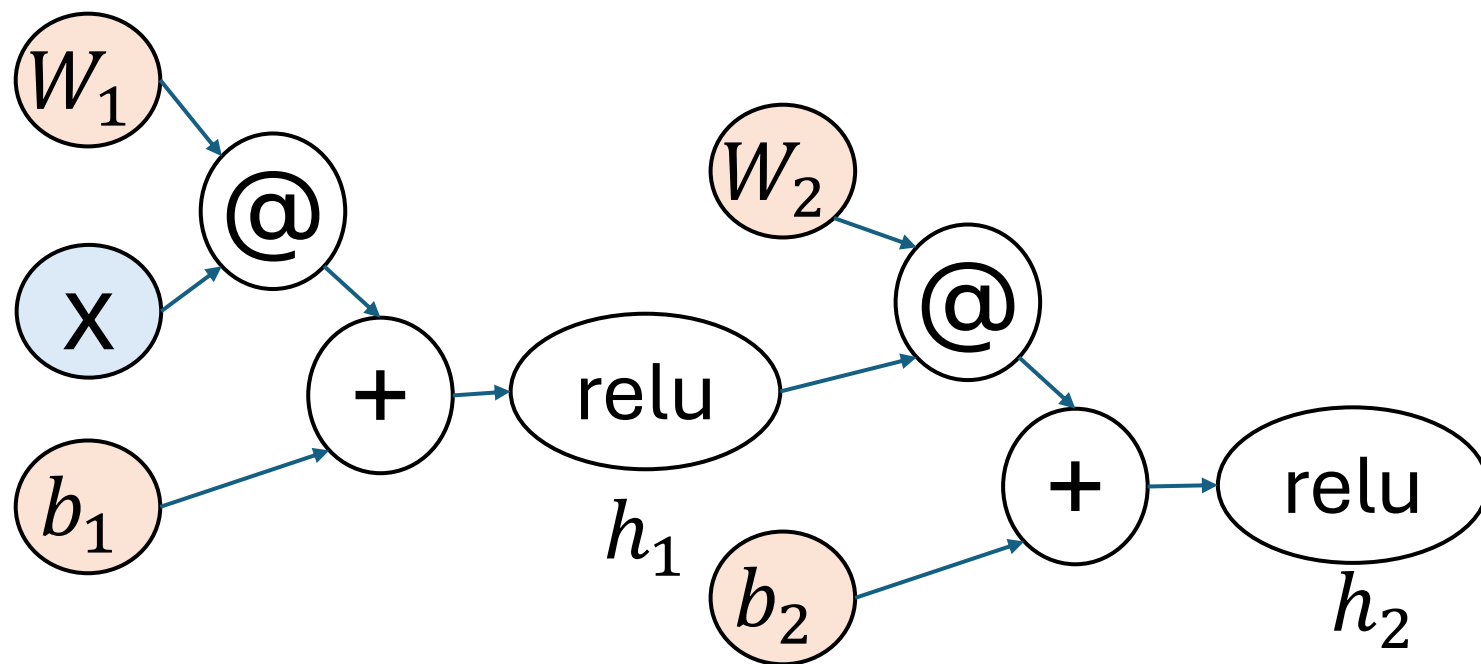 W₁
@
x
+
b₁
relu
h₁
W₂
@
+
b₂
relu
h₂